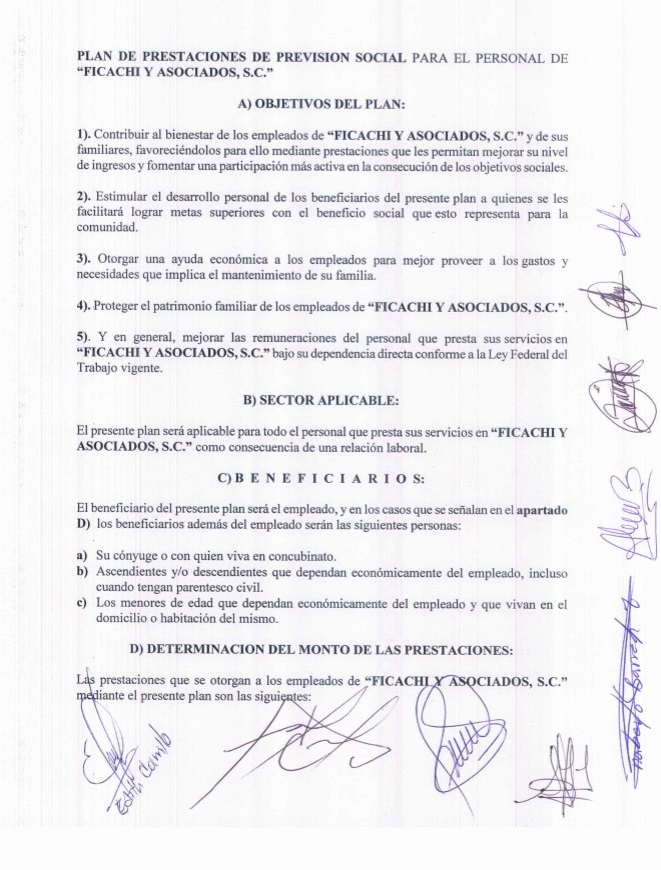 PLAN DE PRESTACIONES DE PREVISION SOCIAL PARA EL PERSONAL DE
“FICACHI Y ASOCIADOS, S.C.”
A) OBJETIVOS DEL PLAN:
1). Contribuir al bienestar de los empleados de “FICACHI Y ASOCIADOS, S.C.” y de sus
familiares, favoreciéndolos para ello mediante prestaciones que les permitan mejorar su nivel
de ingresos y fomentar una participación más activa en la consecución de los objetivos sociales.
2). Estimular el desarrollo personal de los beneficiarios del presente plan a quienes se les
facilitará lograr metas superiores con el beneficio social que esto representa para la
comunidad.
3). Otorgar una ayuda económica a los empleados para mejor proveer a los gastos y
necesidades que implica el mantenimiento de su familia.
4). Proteger el patrimonio familiar de los empleados de “FICACHI Y ASOCIADOS, S.C.”.
5). Y en general, mejorar las remuneraciones del personal que presta sus servicios en
“FICACHI Y ASOCIADOS, S.C.” bajo su dependencia directa conforme a la Ley Federal del
Trabajo vigente.
B) SECTOR APLICABLE:
El presente plan será aplicable para todo el personal que presta sus servicios en “FICACHI Y
ASOCIADOS, S.C.” como consecuencia de una relación laboral.
C) B E N E F I C I A R I O S:
El beneficiario del presente plan será el empleado, y en los casos que se señalan en el apartado
D) los beneficiarios además del empleado serán las siguientes personas:
a) Su cónyuge o con quien viva en concubinato.
b) Ascendientes y/o descendientes que dependan económicamente del empleado, incluso
cuando tengan parentesco civil.
c) Los menores de edad que dependan económicamente del empleado y que vivan en el
domicilio o habitación del mismo.
D) DETERMINACION DEL MONTO DE LAS PRESTACIONES:
Las prestaciones que se otorgan a los empleados de “FICACHI Y ASOCIADOS, S.C.”
mediante el presente plan son las siguientes: